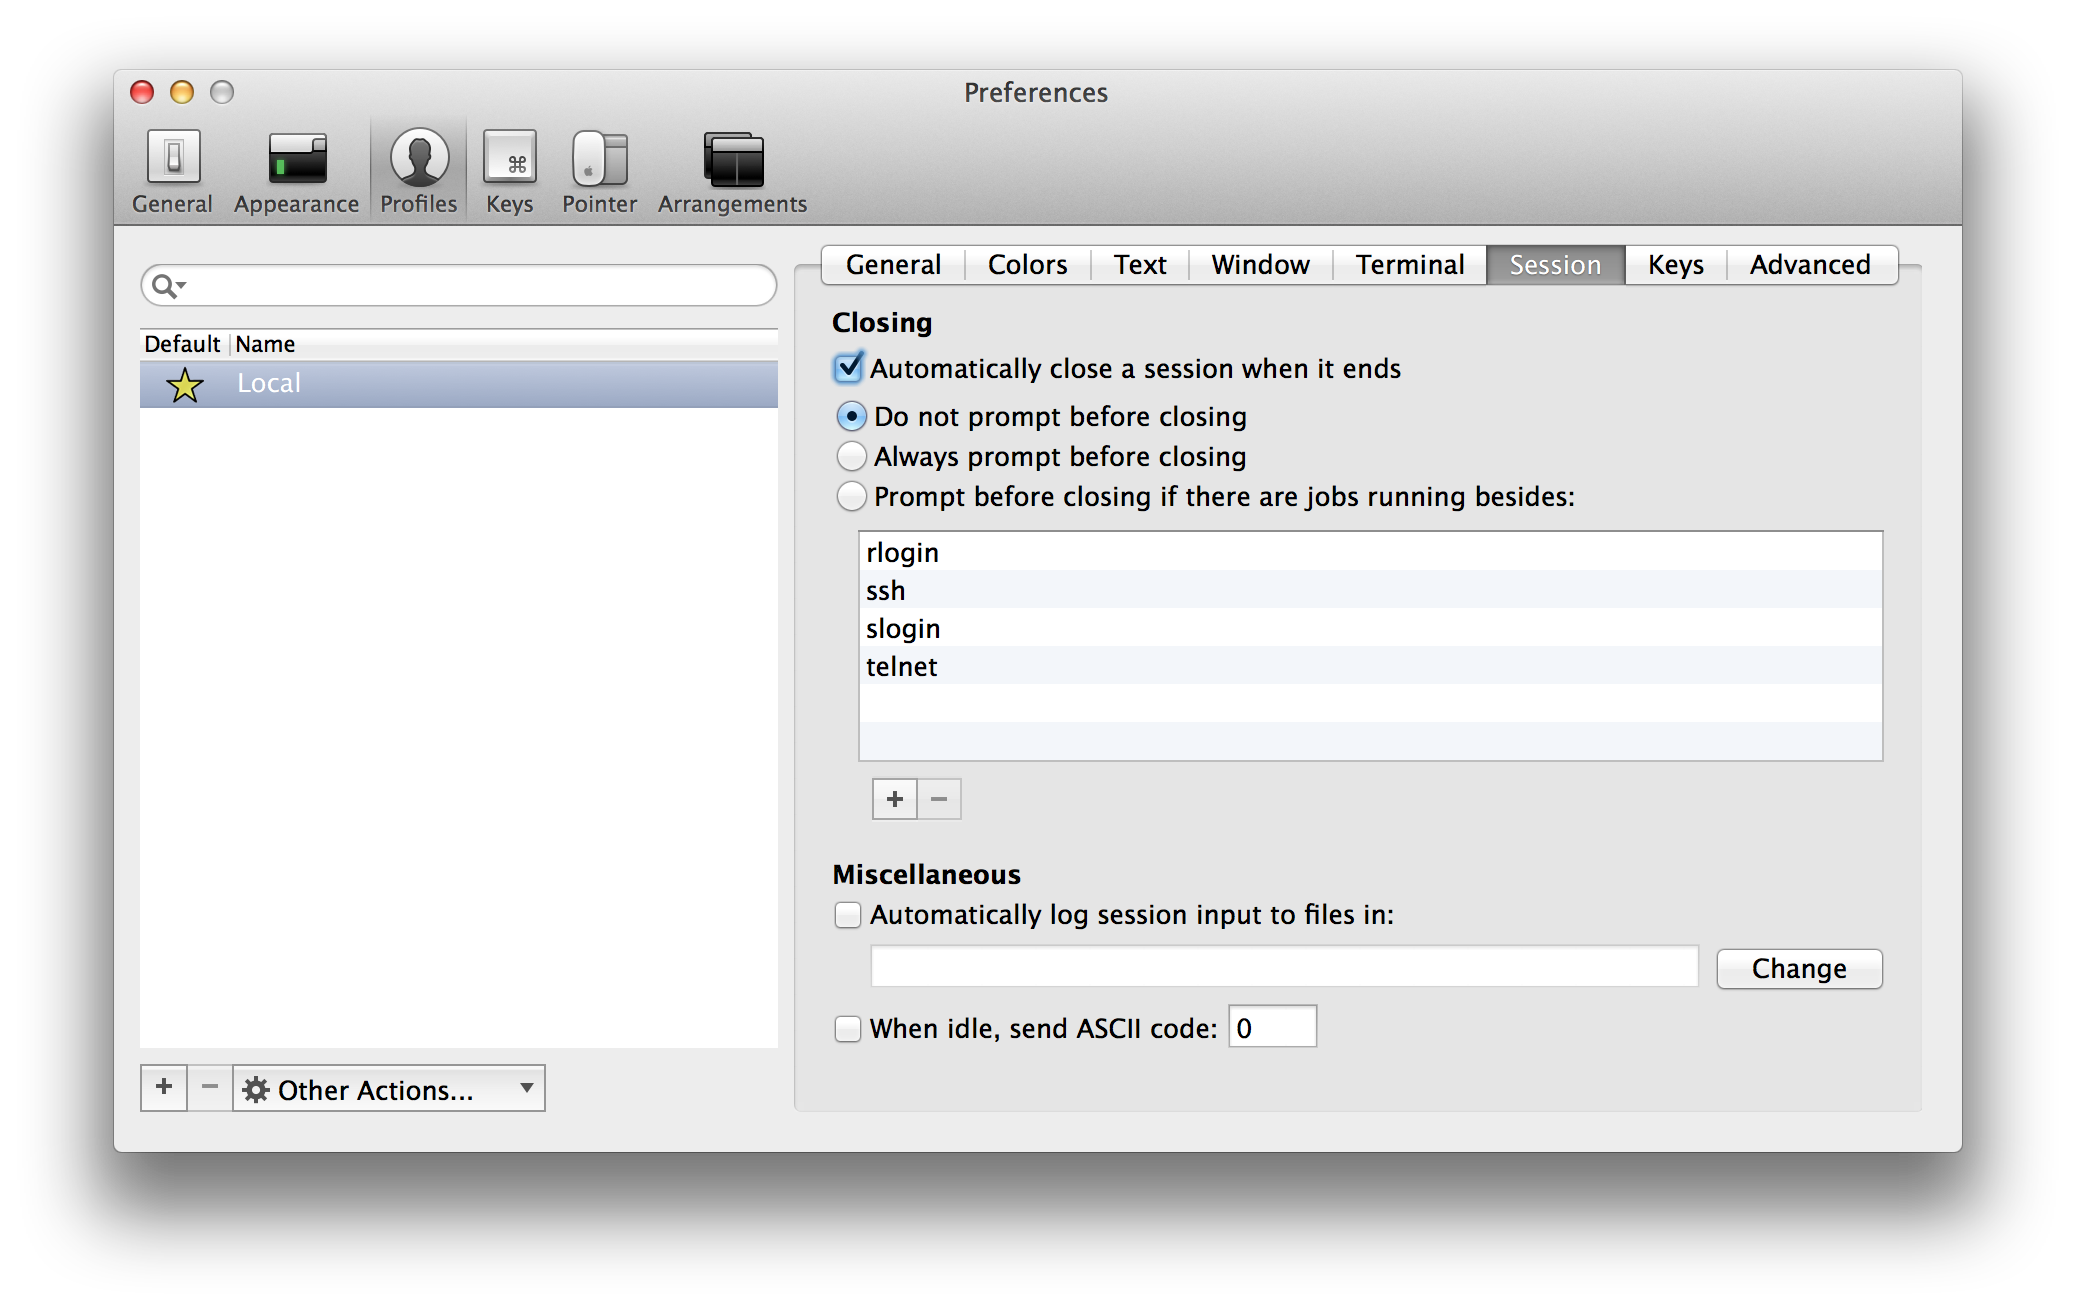 Preferences
General Appearance Profiles Keys Pointer Arrangements
Default Name
Local
Other Actions...
General Colors Text Window Terminal Session Keys Advanced
Closing
Automatically close a session when it ends
Do not prompt before closing
Always prompt before closing
Prompt before closing if there are jobs running besides:
rlogin
ssh
slogin
telnet
Miscellaneous
Automatically log session input to files in:
Change
When idle, send ASCII code: 0